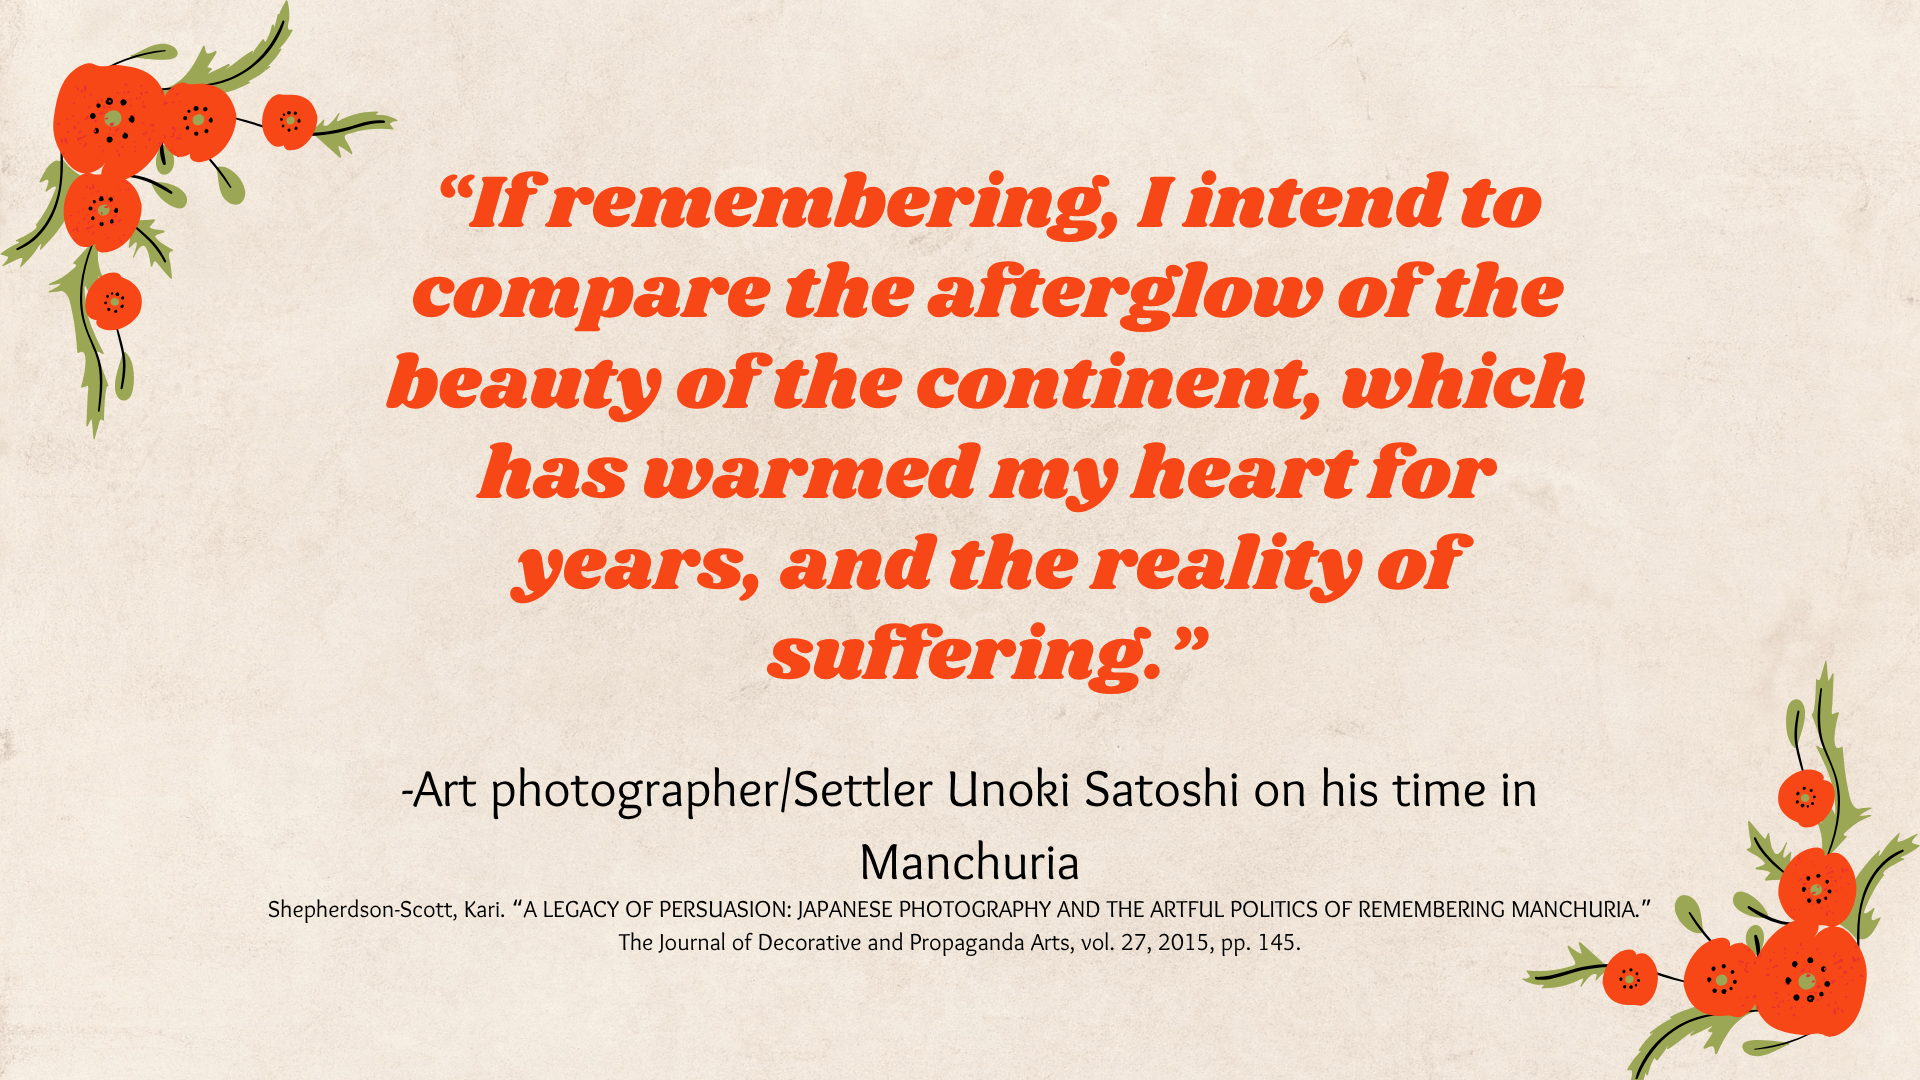 “If remembering, I intend to
compare the afterglow of the
beauty of the continent, which
has warmed my heart for
years, and the reality of
suffering.”
-Art photographer/Settler Unoki Satoshi on his time in
Manchuria
Shepherdson-Scott, Kari. “A LEGACY OF PERSUASION: JAPANESE PHOTOGRAPHY AND THE ARTFUL POLITICS OF REMEMBERING MANCHURIA.”
The Journal of Decorative and Propaganda Arts, vol. 27, 2015, pp. 145.